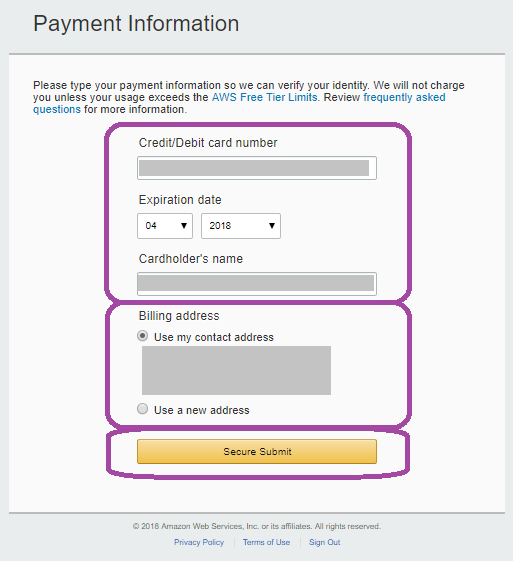 Payment Information
Please type your payment information so we can verify your identity. We will not charge
you unless your usage exceeds the AWS Free Tier Limits. Review frequently asked
questions for more information.
Credit/Debit card number
Expiration date
04 2018
Cardholder's name
Billing address
Use my contact address
Use a new address
Secure Submit
© 2018 Amazon Web Services, Inc. or its affiliates. All rights reserved.
Privacy Policy | Terms of Use | Sign Out